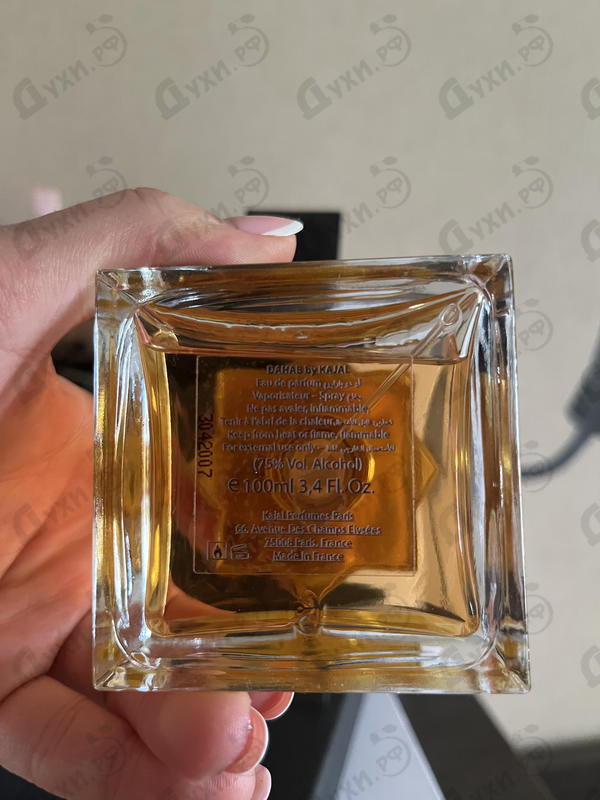 DAHAB by KAJAL
Eau de parfum
Vaporisateur - Spray
Ne pas avaler, inflammable,
Tenir à l'abri de la chaleur
Keep from heat or flame, flammable
For external use only -
(75% Vol. Alcohol)
℮ 100ml 3,4 Fl. Oz.
Kajal Perfumes Paris
66, Avenue Des Champs Elysées
75008 Paris, France
Made in France
3042007
Духи.РФ